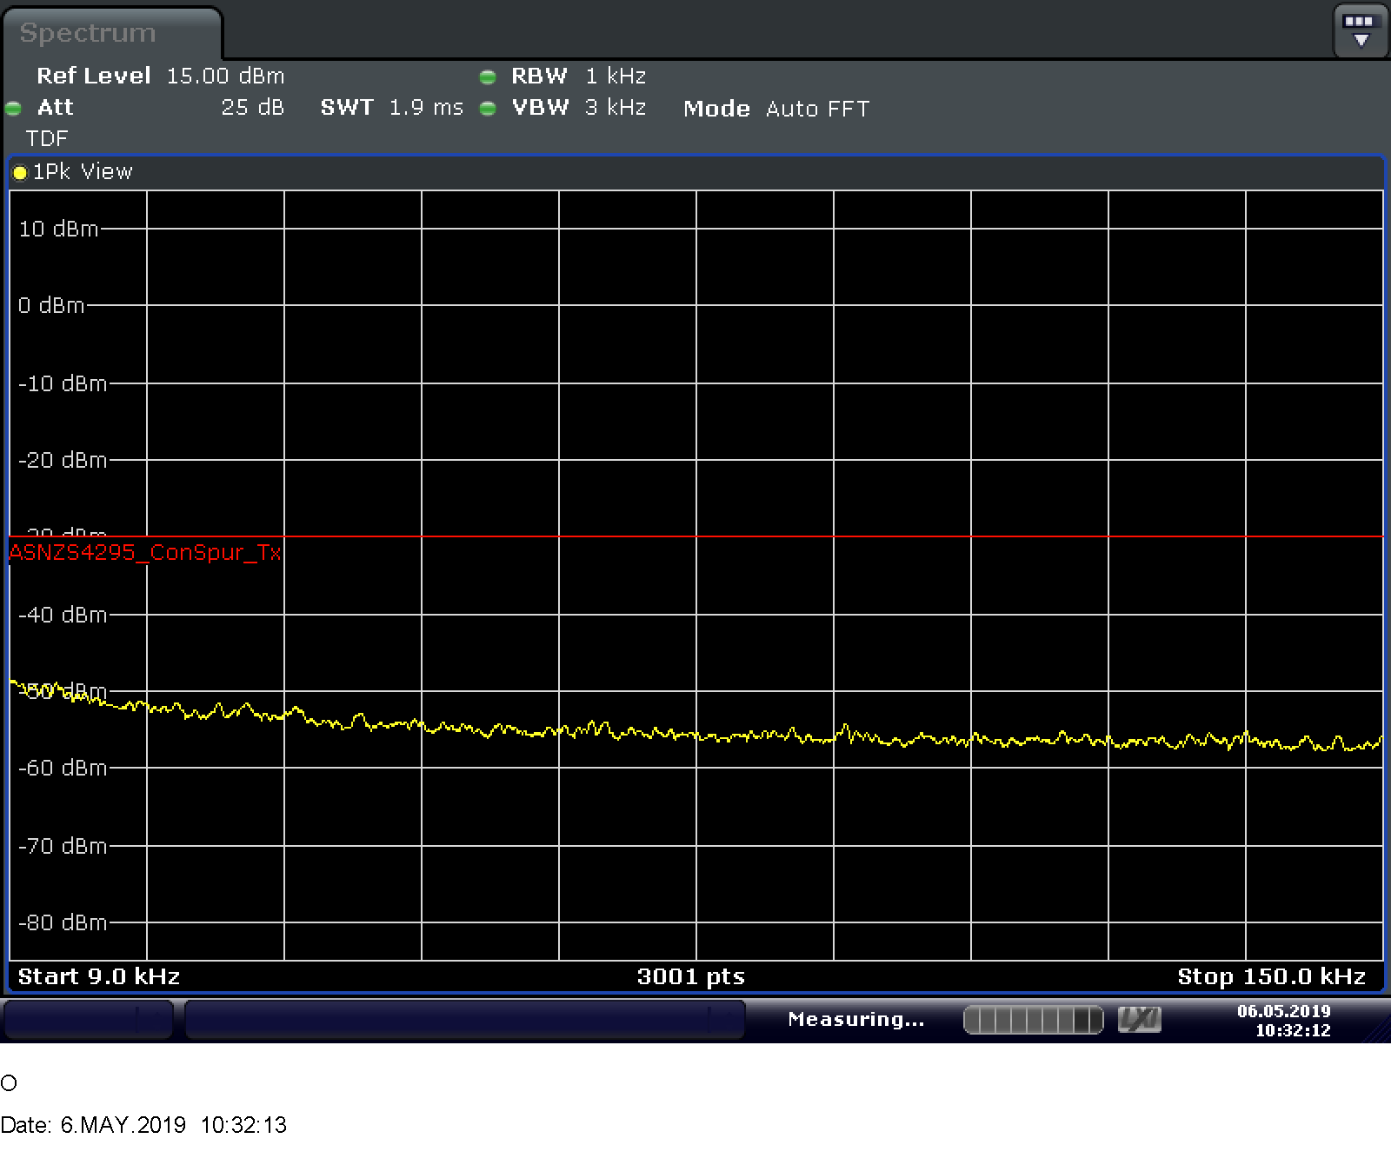 Spectrum
Ref Level 15.00 dBm RBW 1 kHz
Att 25 dB SWT 1.9 ms VBW 3 kHz Mode Auto FFT
TDF
1Pk View
10 dBm
0 dBm
-10 dBm
-20 dBm
ASNZS4295_ConSpur_Tx
-40 dBm
-50 dBm
-60 dBm
-70 dBm
-80 dBm
Start 9.0 kHz 3001 pts Stop 150.0 kHz
Measuring... LXI 06.05.2019
10:32:12
O
Date: 6.MAY.2019 10:32:13